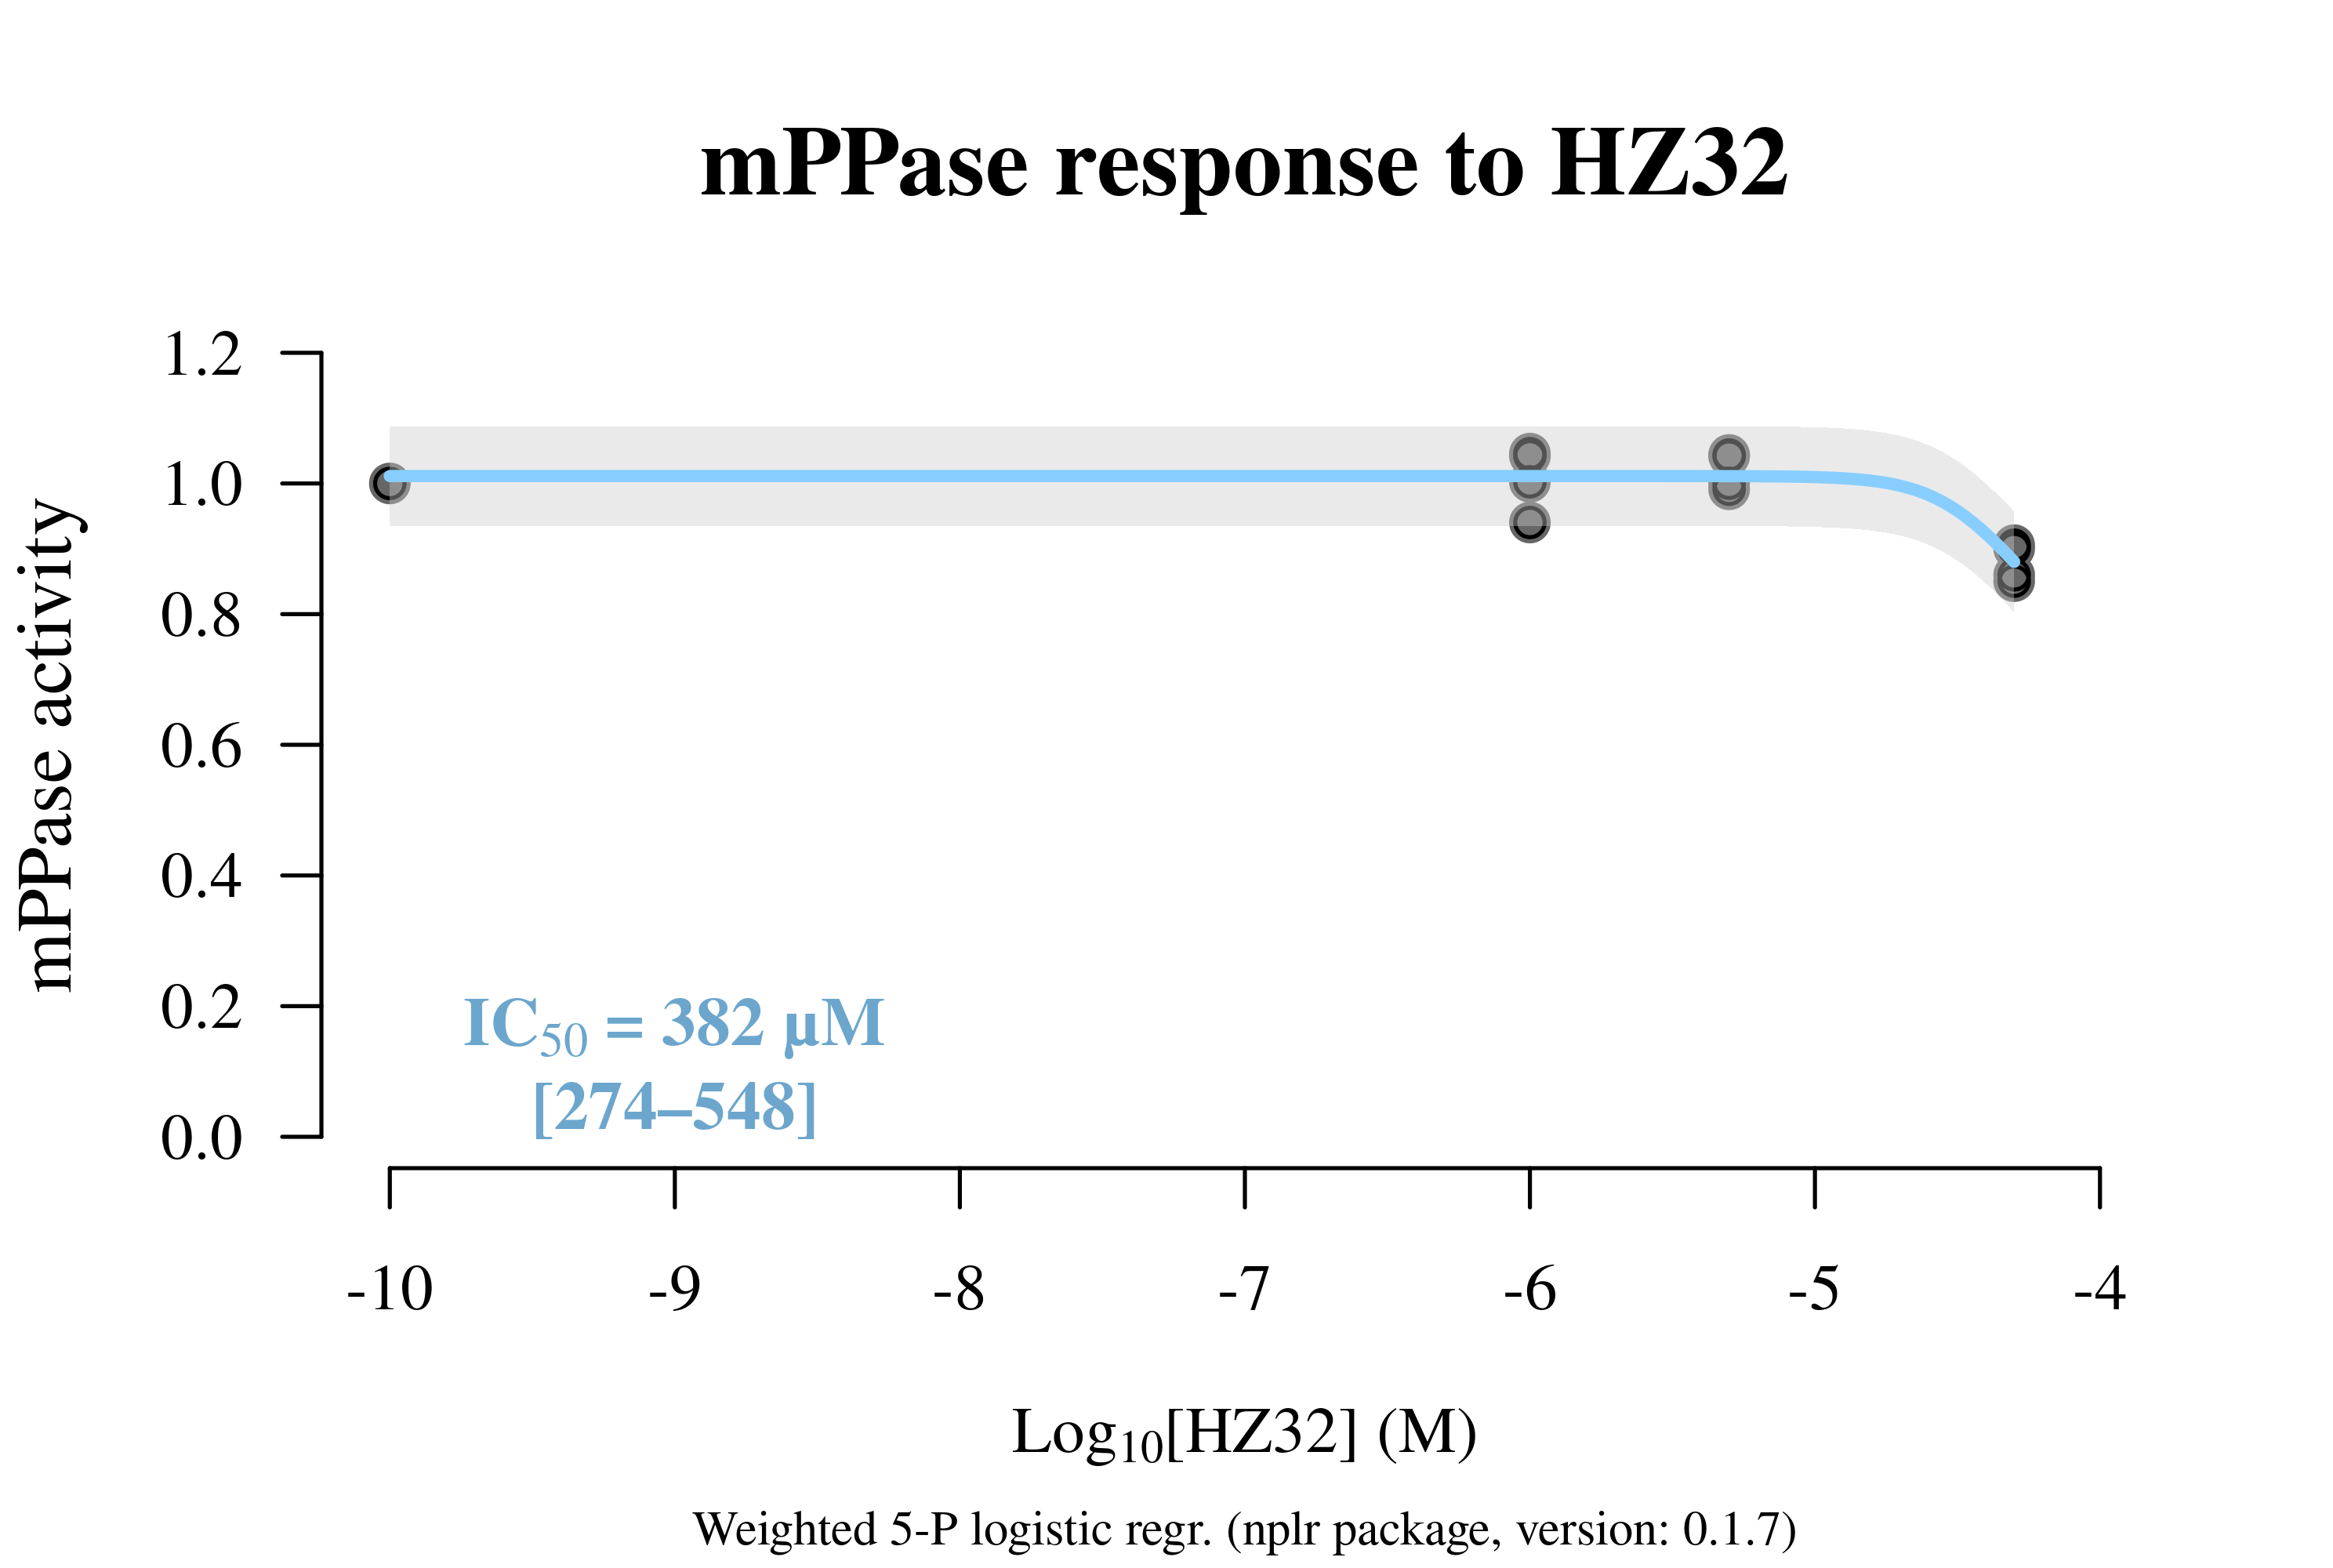 mPPase response to HZ32
mPPase activity
1.2
1.0
0.8
0.6
0.4
0.2
0.0
IC50 = 382 µM
[274–548]
-10 -9 -8 -7 -6 -5 -4
Log10[HZ32] (M)
Weighted 5-P logistic regr. (nplr package, version: 0.1.7)